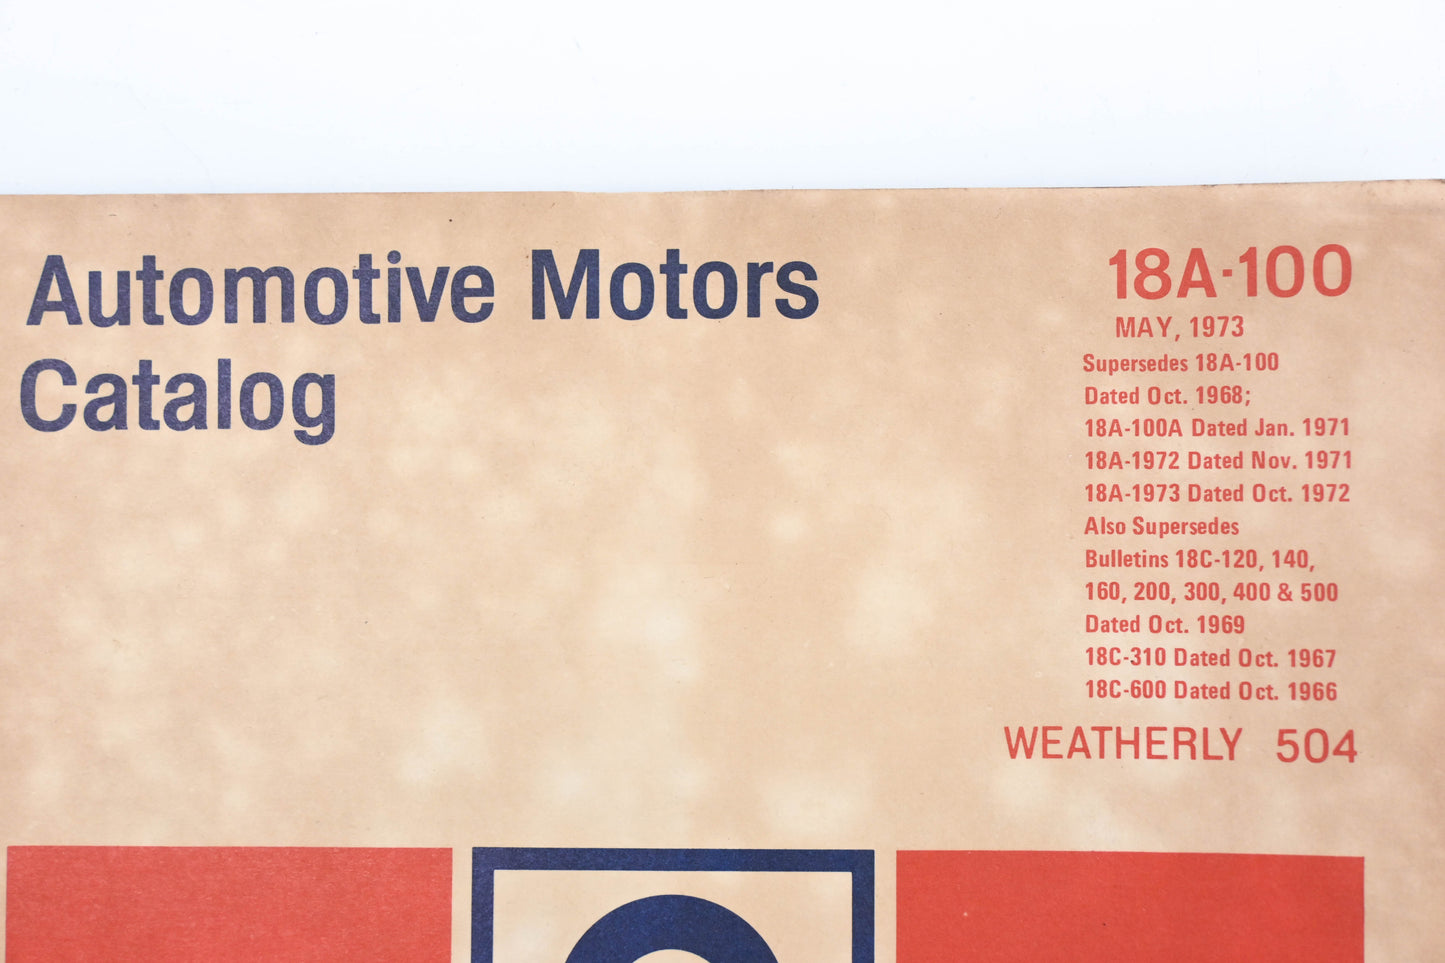 Automotive Motors
Catalog
18A-100
MAY, 1973
Supersedes 18A-100
Dated Oct. 1968;
18A-100A Dated Jan. 1971
18A-1972 Dated Nov. 1971
18A-1973 Dated Oct. 1972
Also Supersedes
Bulletins 18C-120, 140,
160, 200, 300, 400 & 500
Dated Oct. 1969
18C-310 Dated Oct. 1967
18C-600 Dated Oct. 1966
WEATHERLY 504